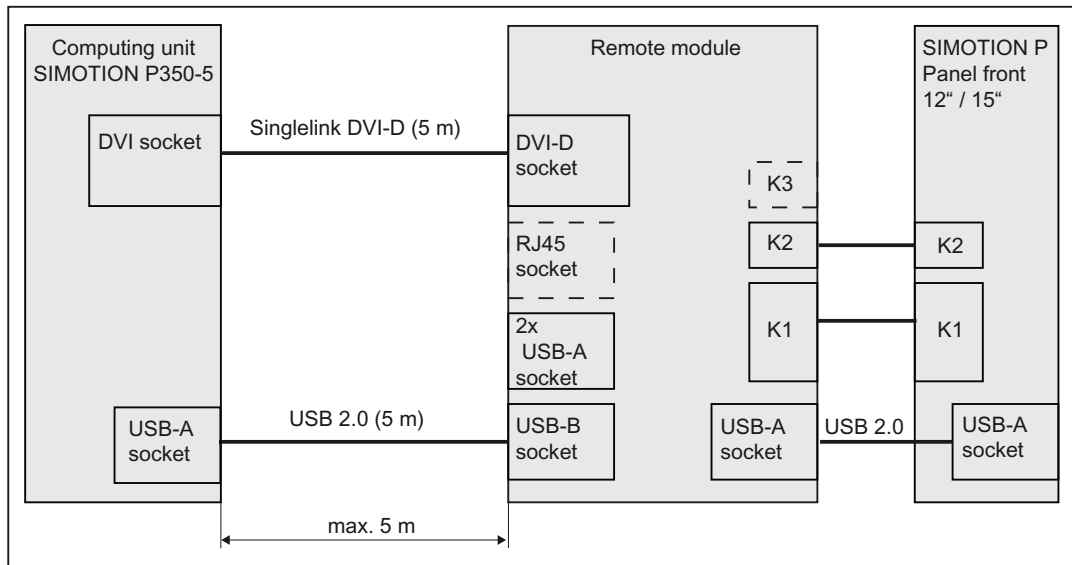 Computing unit
SIMOTION P350-5
Remote module
SIMOTION P
Panel front
12“ / 15“
DVI socket
Singlelink DVI-D (5 m)
DVI-D
socket
K3
RJ45
socket
K2
K2
2x
USB-A
socket
K1
K1
USB-A
socket
USB 2.0 (5 m)
USB-B
socket
USB-A
socket
USB 2.0
USB-A
socket
max. 5 m